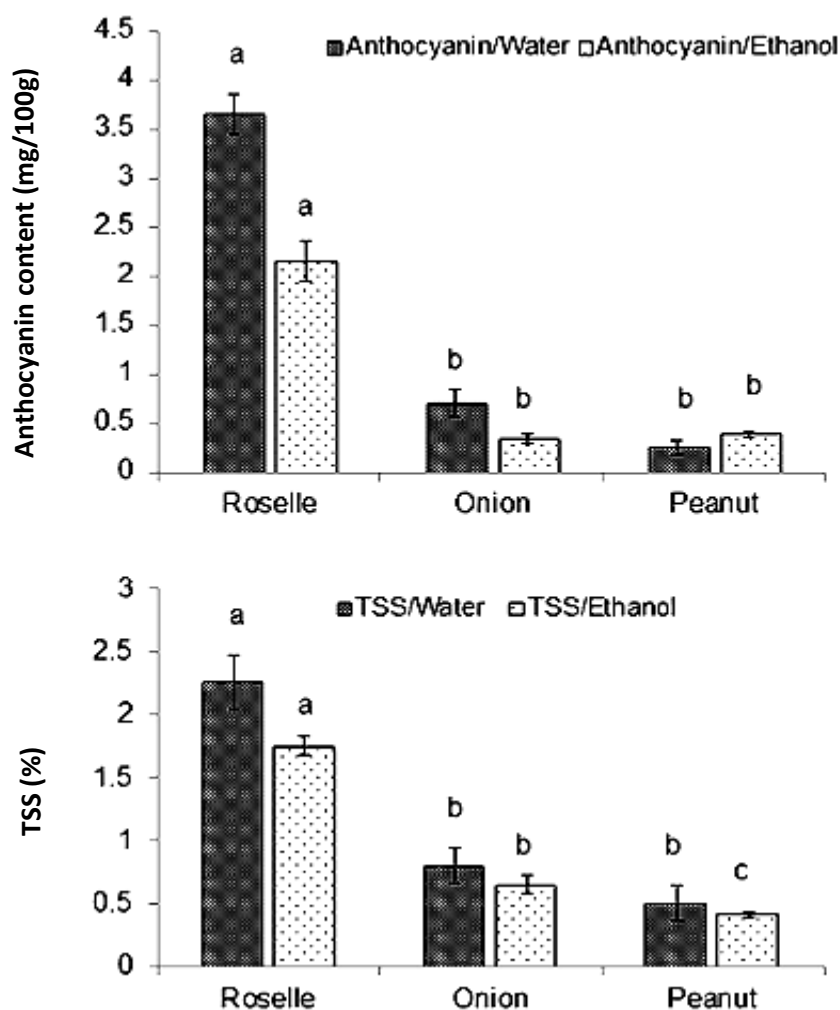 Anthocyanin content (mg/100g)
4.5
4
3.5
3
2.5
2
1.5
1
0.5
0
Anthocyanin/Water Anthocyanin/Ethanol
a
a
b
b
b
b
Roselle Onion Peanut
TSS (%)
3
2.5
2
1.5
1
0.5
0
TSS/Water TSS/Ethanol
a
a
b
b
b
c
Roselle Onion Peanut